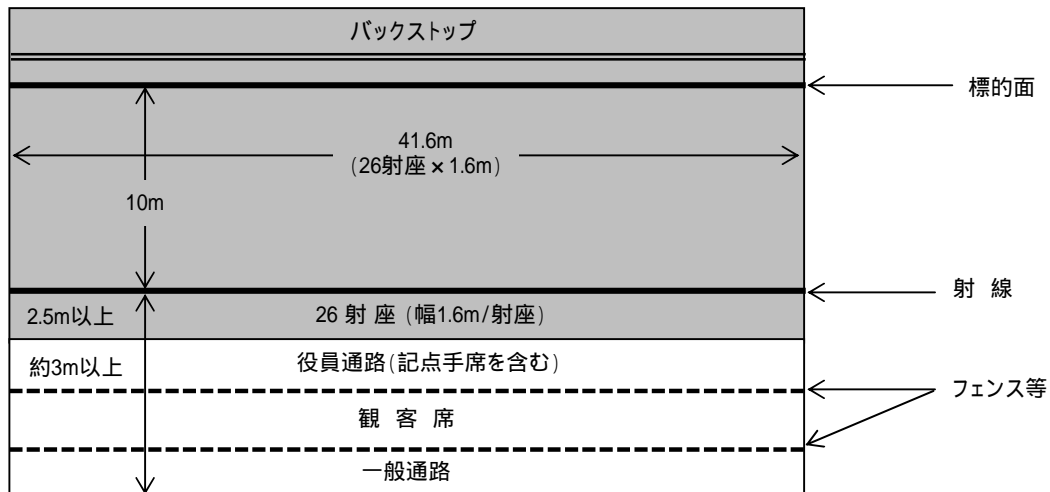 バックストップ
標的面
41.6m
(26射座×1.6m)
10m
射 線
2.5m以上
26 射 座 (幅1.6m/射座)
約3m以上
役員通路(記点手席を含む)
フェンス等
観 客 席
一般通路